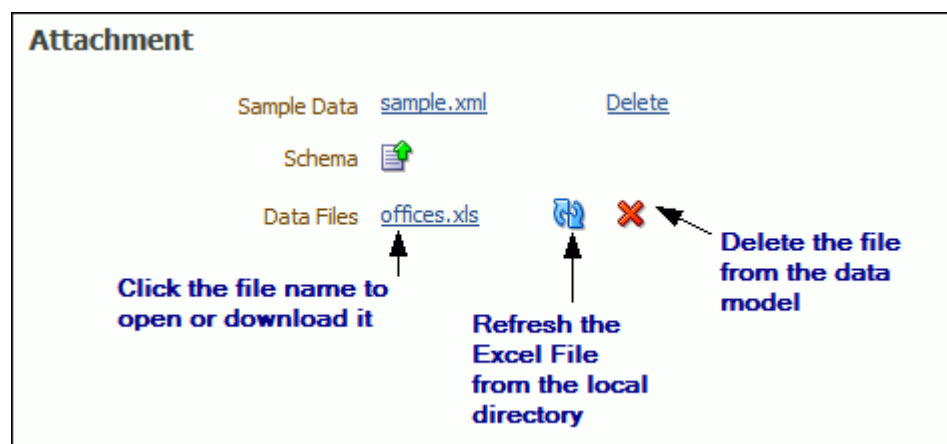 Attachment
Sample Data sample.xml Delete
Schema
Data Files offices.xls
Click the file name to
open or download it
Refresh the
Excel File
from the local
directory
Delete the file
from the data
model